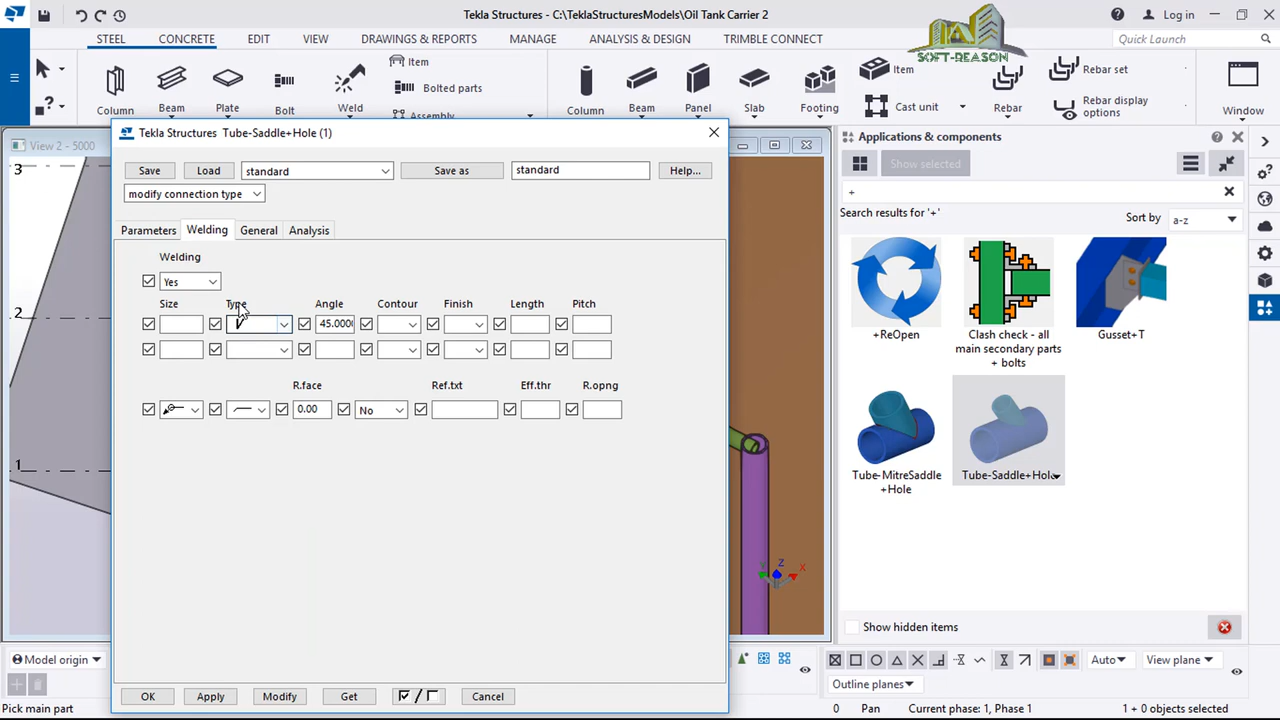 Tekla Structures - C:\TeklaStructuresModels\Oil Tank Carrier 2
Log in
STEEL CONCRETE EDIT VIEW DRAWINGS & REPORTS MANAGE ANALYSIS & DESIGN TRIMBLE CONNECT
Quick Launch
SOFT-REASON
Item
Bolted parts
Assembly
Column Beam Plate Bolt Weld
Column Beam Panel Slab Footing
Item
Cast unit
Rebar
Rebar set
Rebar display options
Window
View 2 - 5000
3
2
1
Tekla Structures Tube-Saddle+Hole (1)
Save Load standard Save as standard Help...
modify connection type
Parameters Welding General Analysis
Welding
Yes
Size Type Angle Contour Finish Length Pitch
45.0000
R.face Ref.txt Eff.thr R.opng
0.00 No
OK Apply Modify Get / Cancel
Z
Y X
Applications & components
Show selected
+
Search results for '+'
Sort by a-z
+ReOpen
Clash check - all main secondary parts + bolts
Gusset+T
Tube-MitreSaddle
+Hole
Tube-Saddle+Hole
Show hidden items
Model origin
Auto View plane
Outline planes
Pick main part
0 Pan Current phase: 1, Phase 1 1 + 0 objects selected